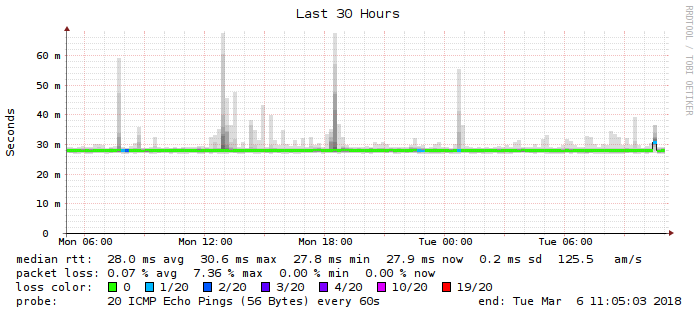 Last 30 Hours
RRDTOOL / TOBI OETIKER
Seconds
60 m
50 m
40 m
30 m
20 m
10 m
0
Mon 06:00 Mon 12:00 Mon 18:00 Tue 00:00 Tue 06:00
median rtt: 28.0 ms avg 30.6 ms max 27.8 ms min 27.9 ms now 0.2 ms sd 125.5 am/s
packet loss: 0.07 % avg 7.36 % max 0.00 % min 0.00 % now
loss color: 0 1/20 2/20 3/20 4/20 10/20 19/20
probe: 20 ICMP Echo Pings (56 Bytes) every 60s end: Tue Mar 6 11:05:03 2018